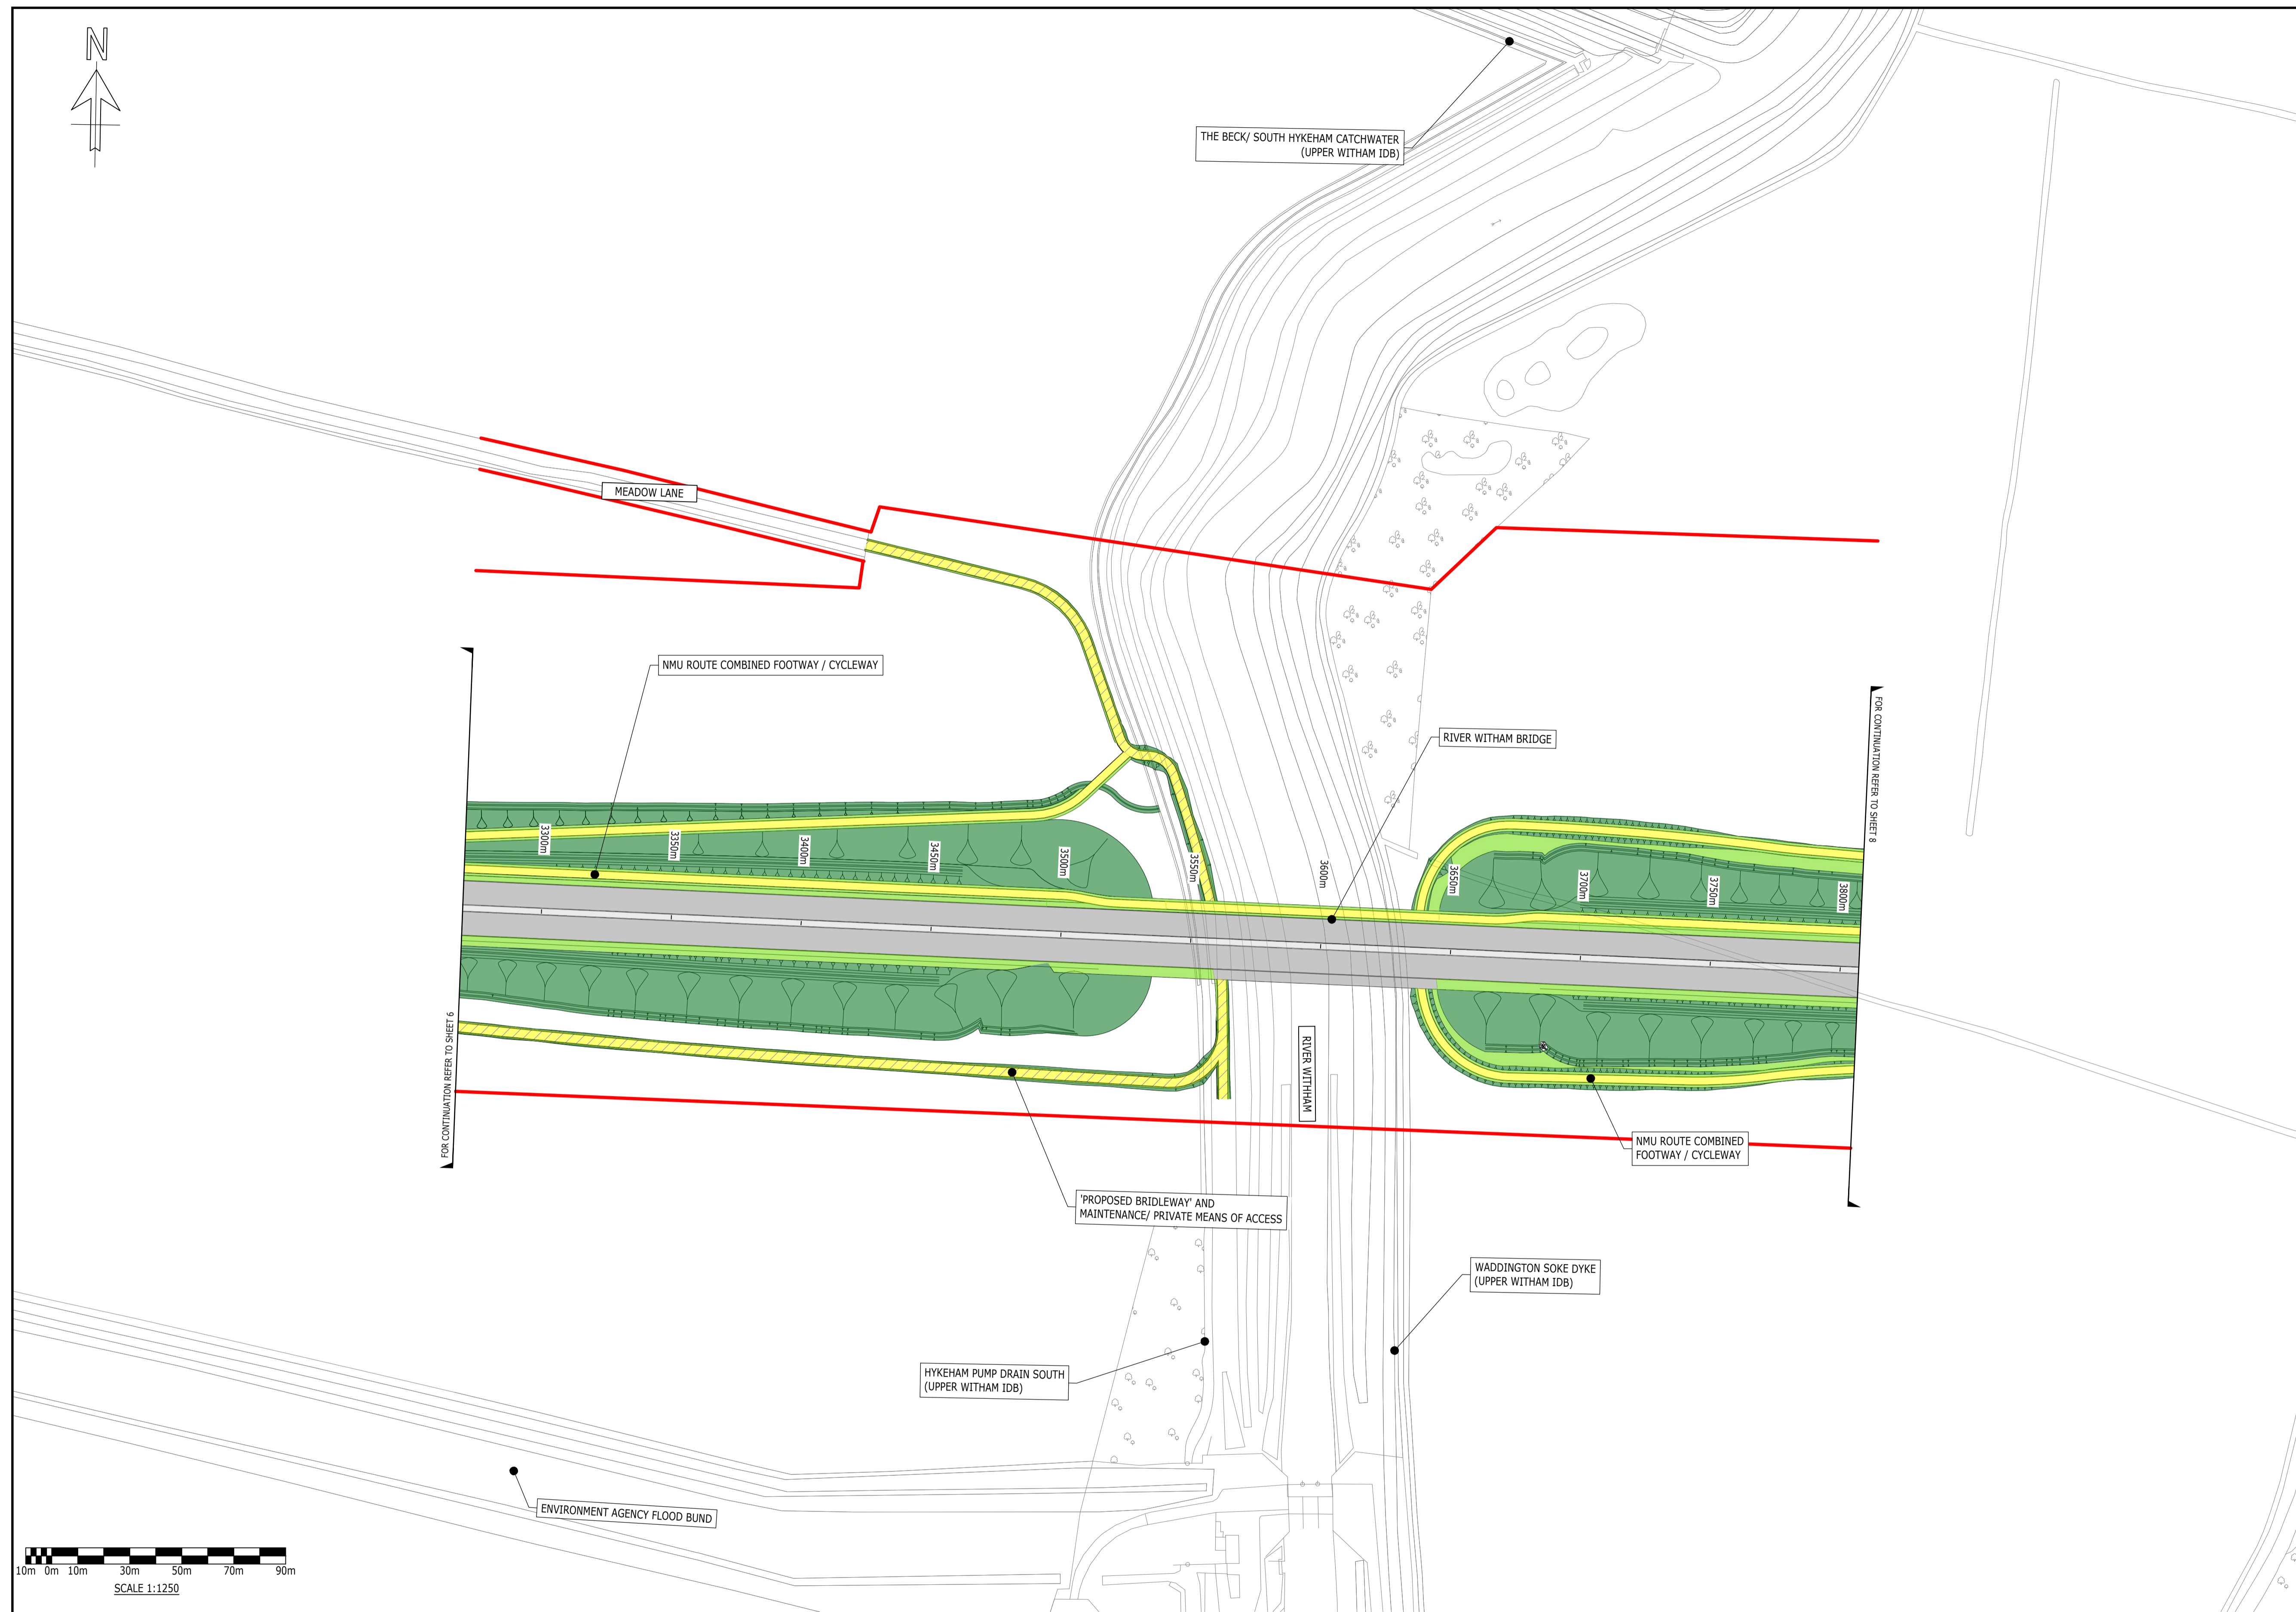 N
THE BECK/ SOUTH HYKEHAM CATCHWATER
(UPPER WITHAM IDB)
MEADOW LANE
NMU ROUTE COMBINED FOOTWAY / CYCLEWAY
RIVER WITHAM BRIDGE
FOR CONTINUATION REFER TO SHEET 8
3300m
3350m
3400m
3450m
3500m
3550m
3600m
3650m
3700m
3750m
3800m
FOR CONTINUATION REFER TO SHEET 6
RIVER WITHAM
NMU ROUTE COMBINED
FOOTWAY / CYCLEWAY
'PROPOSED BRIDLEWAY' AND
MAINTENANCE/ PRIVATE MEANS OF ACCESS
WADDINGTON SOKE DYKE
(UPPER WITHAM IDB)
HYKEHAM PUMP DRAIN SOUTH
(UPPER WITHAM IDB)
ENVIRONMENT AGENCY FLOOD BUND
10m 0m 10m 30m 50m 70m 90m
SCALE 1:1250